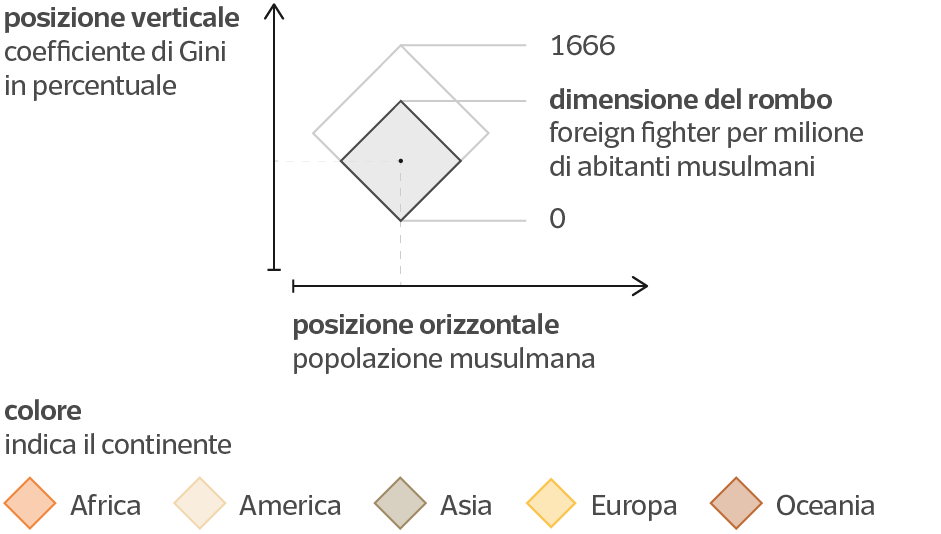 posizione verticale
coefficiente di Gini
in percentuale
1666
dimensione del rombo
foreign fighter per milione
di abitanti musulmani
0
posizione orizzontale
popolazione musulmana
colore
indica il continente
Africa
America
Asia
Europa
Oceania